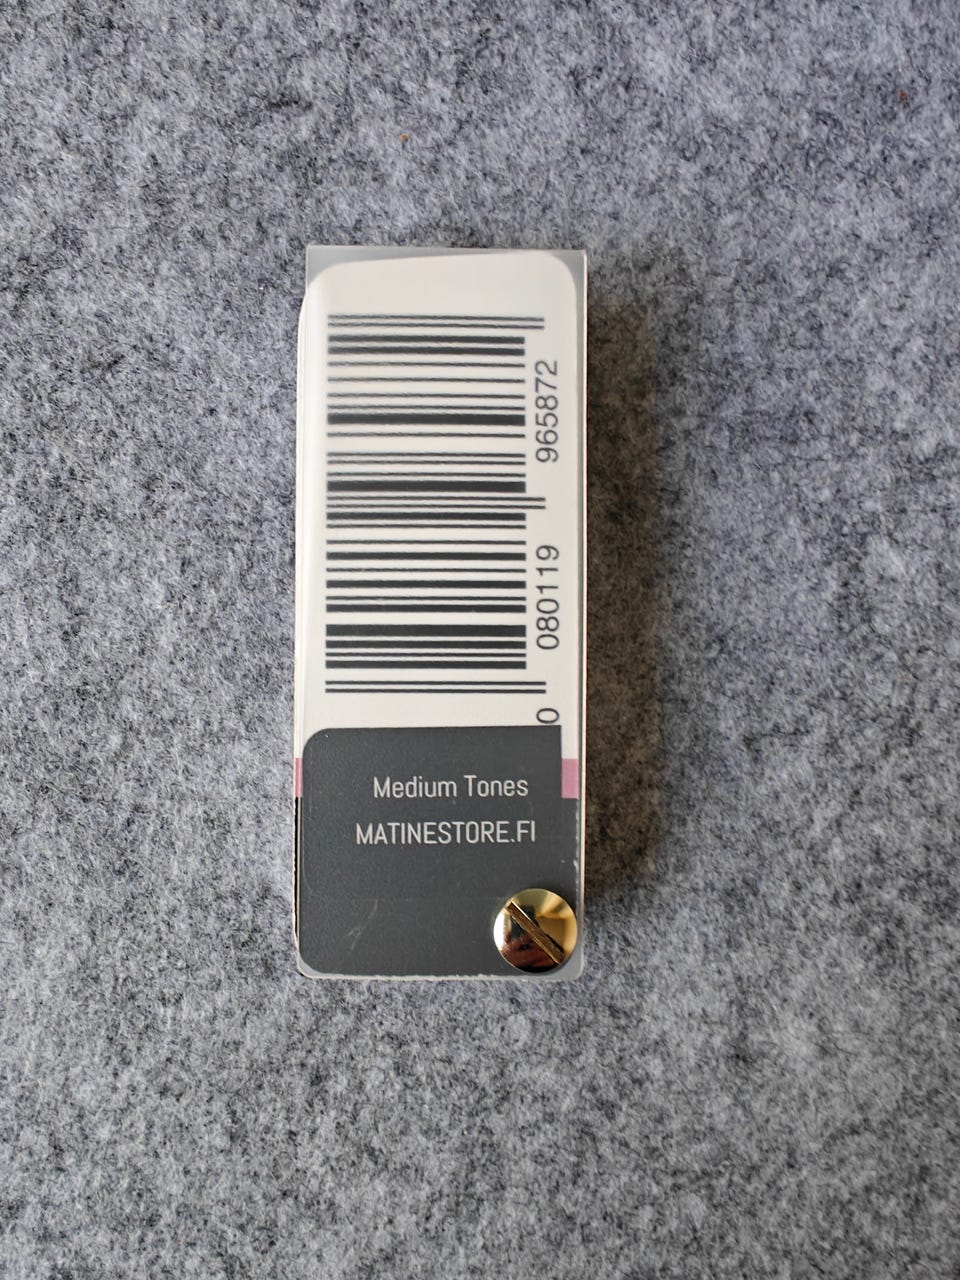 0 080119 965872
Medium Tones
MATINESTORE.FI